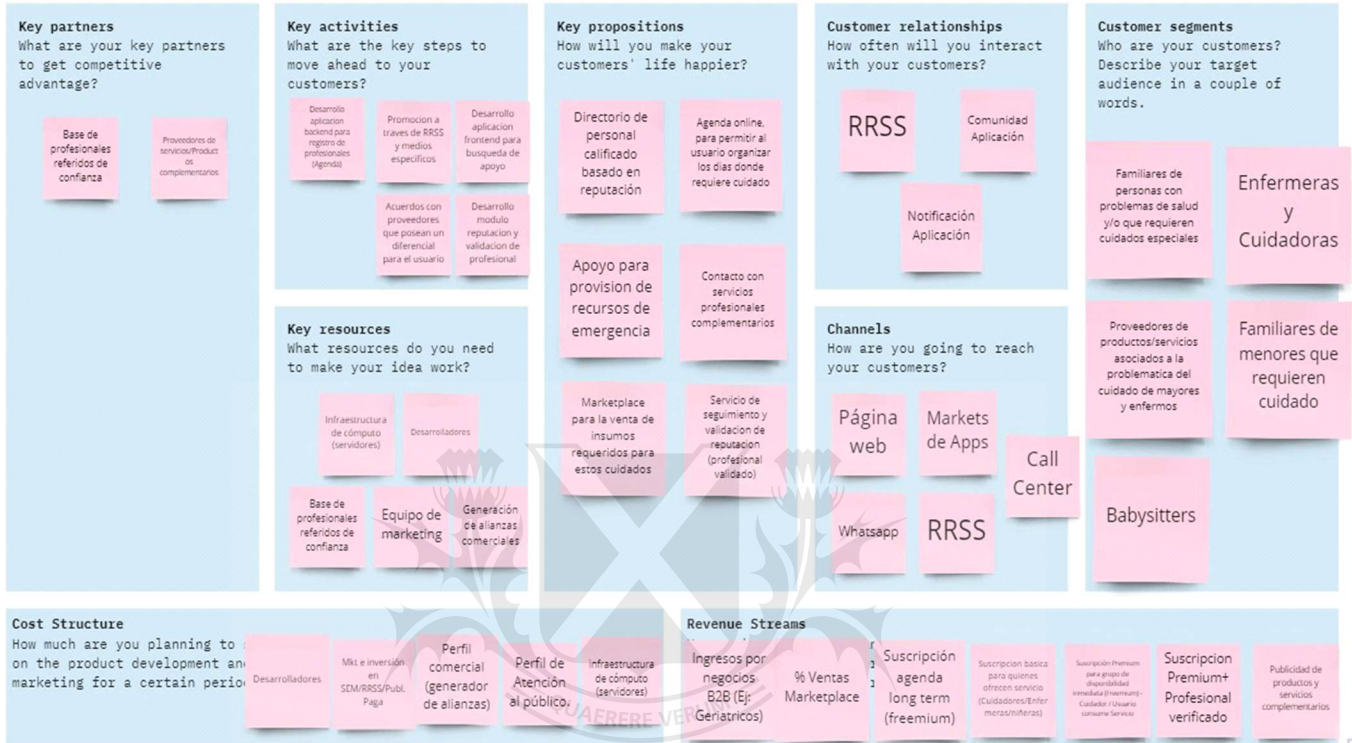 Key partners
What are your key partners
to get competitive
advantage?
Base de
profesionales
referidos de
confianza
Proveedores de
servicios/Product
os
complementarios
Key activities
What are the key steps to
move ahead to your
customers?
Desarrollo
aplicacion
backend para
registro de
profesionales
(Agenda)
Promocion a
traves de RRSS
y medios
especificos
Desarrollo
aplicacion
frontend para
busqueda de
apoyo
Acuerdos con
proveedores
que posean un
diferencial
para el usuario
Desarrollo
modulo
reputacion y
validacion de
profesional
Key resources
What resources do you need
to make your idea work?
Infraestructura
de cómputo
(servidores)
Desarrolladores
Base de
profesionales
referidos de
confianza
Equipo de
marketing
Generación
de alianzas
comerciales
Key propositions
How will you make your
customers' life happier?
Directorio de
personal
calificado
basado en
reputación
Agenda online,
para permitir al
usuario organizar
los dias donde
requiere cuidado
Apoyo para
provision de
recursos de
emergencia
Contacto con
servicios
profesionales
complementarios
Marketplace
para la venta de
insumos
requeridos para
estos cuidados
Servicio de
seguimiento y
validacion de
reputacion
(profesional
validado)
Customer relationships
How often will you interact
with your customers?
RRSS
Comunidad
Aplicación
Notificación
Aplicación
Channels
How are you going to reach
your customers?
Página
web
Markets
de Apps
Call
Center
Whatsapp
RRSS
Customer segments
Who are your customers?
Describe your target
audience in a couple of
words.
Familiares de
personas con
problemas de salud
y/o que requieren
cuidados especiales
Enfermeras
y
Cuidadoras
Proveedores de
productos/servicios
asociados a la
problematica del
cuidado de mayores
y enfermos
Familiares de
menores que
requieren
cuidado
Babysitters
Cost Structure
How much are you planning to
on the product development and
marketing for a certain
Desarrolladores
Mkt e inversión
en
SEM/RRSS/Publ.
Paga
Perfil
comercial
(generador
de alianzas)
Perfil de
Atención
al público.
Infraestructura
de cómputo
(servidores)
Revenue Streams
Ingresos por
negocios
B2B (Ej:
Geriatricos)
% Ventas
Marketplace
Suscripción
agenda
long term
(freemium)
Suscripcion basica
para quienes
ofrecen servicio
(Cuidadores/Enfer
meras/niñeras)
Suscripción Premium
para grupo de
disponibilidad
inmediata (Freemium)-
Cuidador / Usuario
consume Servicio
Suscripcion
Premium+
Profesional
verificado
Publicidad de
productos y
servicios
complementarios
QUAERERE